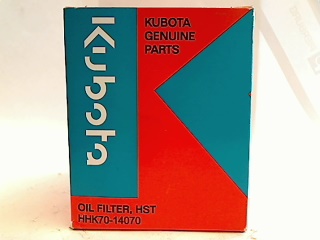 Kubota
KUBOTA
GENUINE
PARTS
OIL FILTER, HST
HHK70-14070